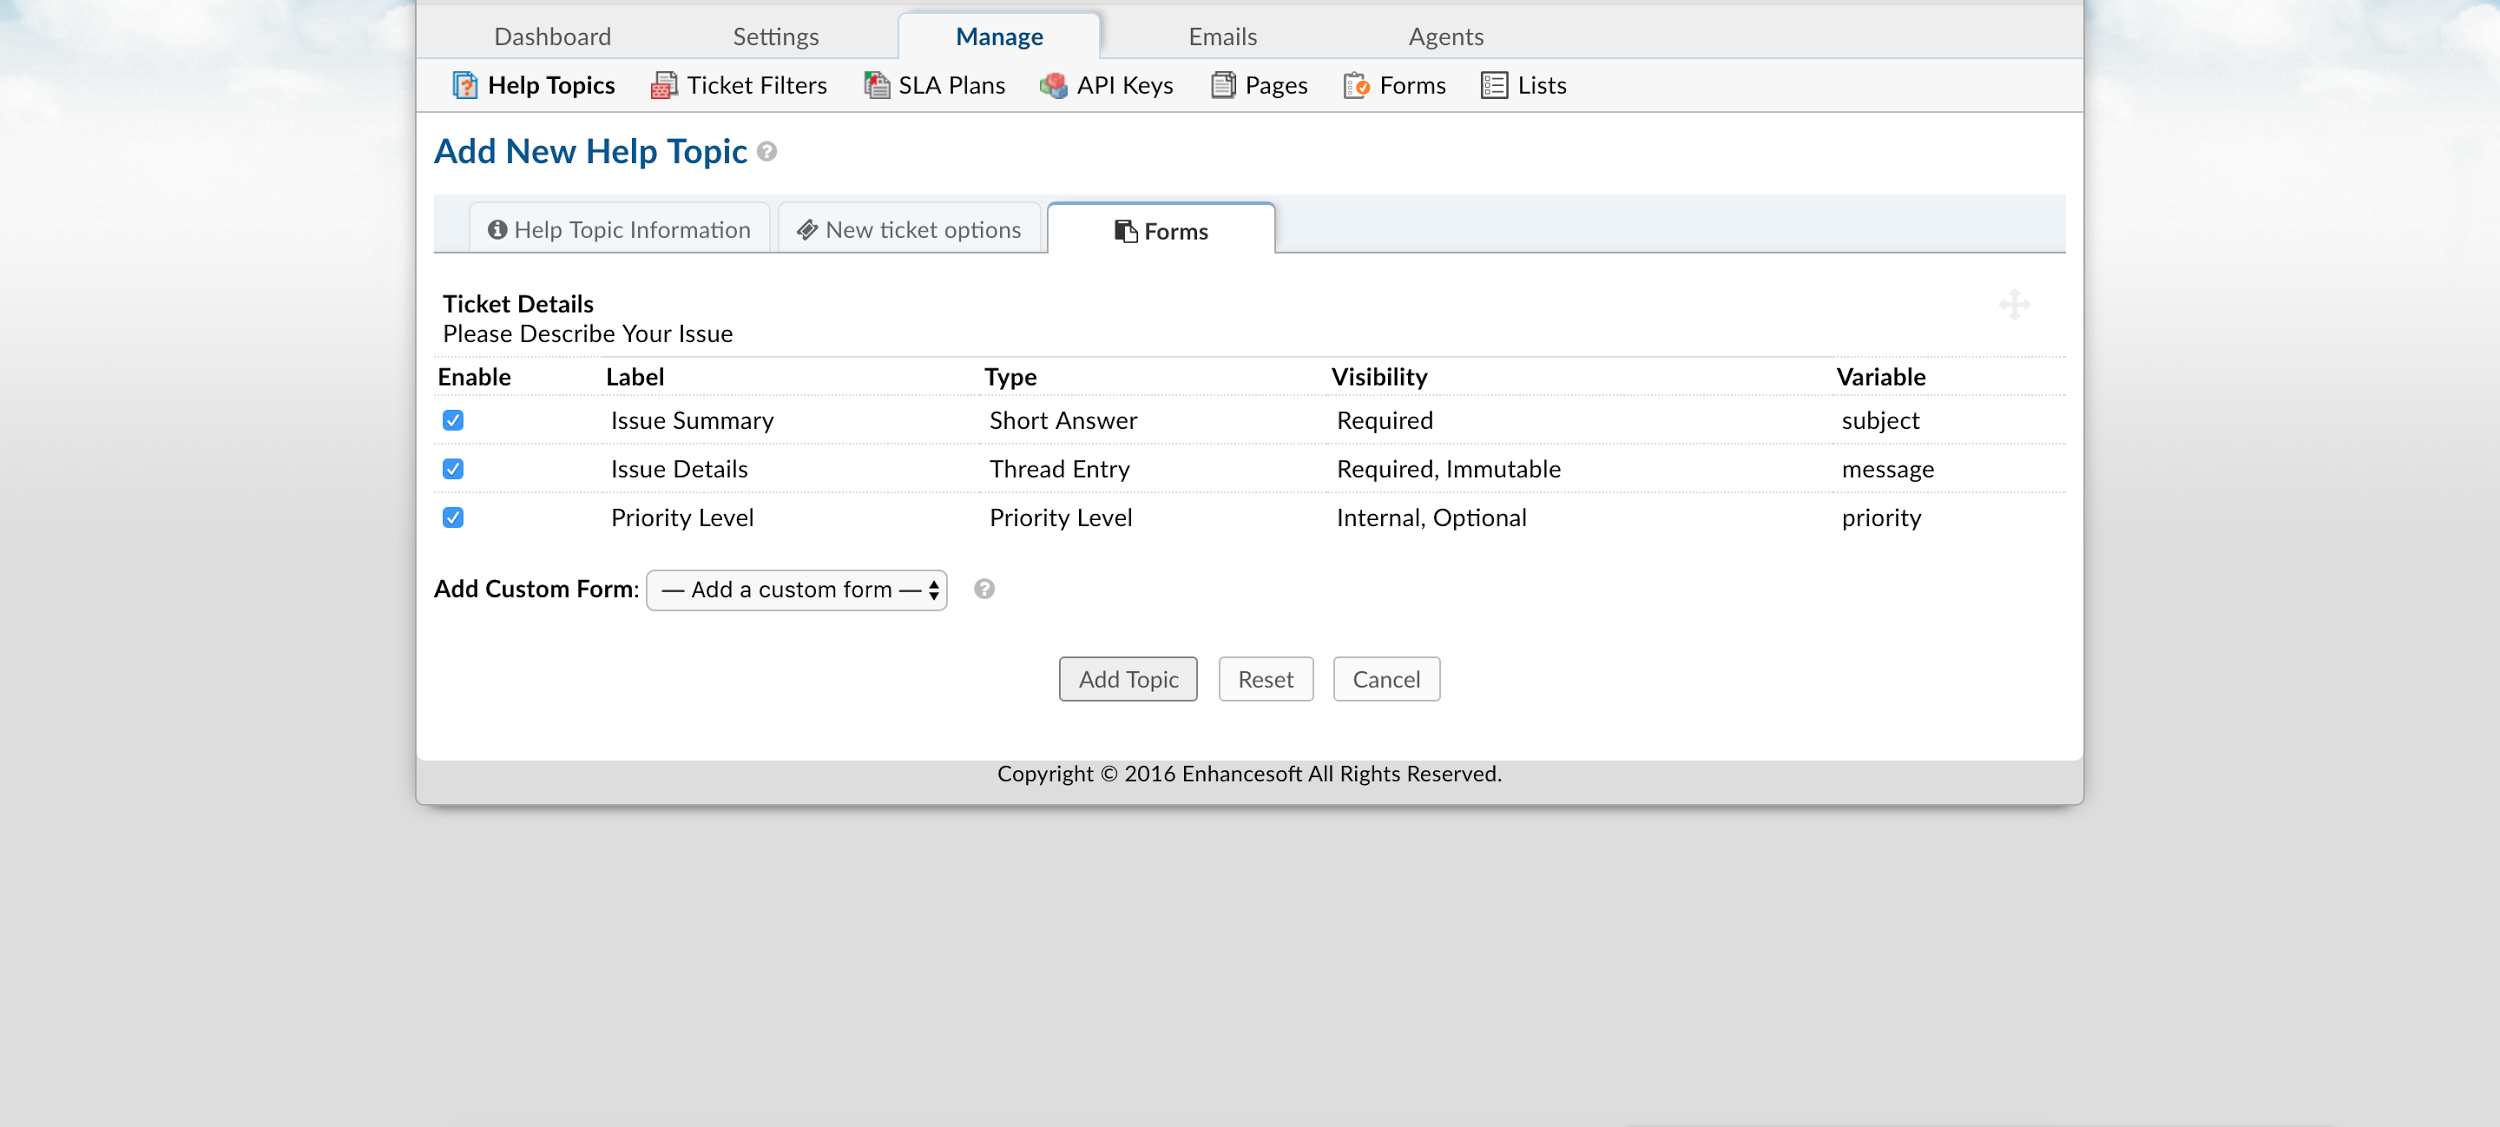 Dashboard Settings Manage Emails Agents
Help Topics Ticket Filters SLA Plans API Keys Pages Forms Lists
Add New Help Topic ?
Help Topic Information New ticket options Forms
Ticket Details
Please Describe Your Issue
Enable Label Type Visibility Variable
Issue Summary Short Answer Required subject
Issue Details Thread Entry Required, Immutable message
Priority Level Priority Level Internal, Optional priority
Add Custom Form: — Add a custom form — ?
Add Topic Reset Cancel
Copyright © 2016 Enhancesoft All Rights Reserved.